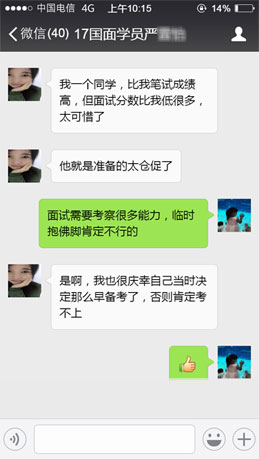 中国电信 4G 上午10:15 14%
微信(40) 17国面学员严
我一个同学，比我笔试成绩
高，但面试分数比我低很多，
太可惜了
他就是准备的太仓促了
面试需要考察很多能力，临时
抱佛脚肯定不行的
是啊，我也很庆幸自己当时决
定那么早备考了，否则肯定考
不上